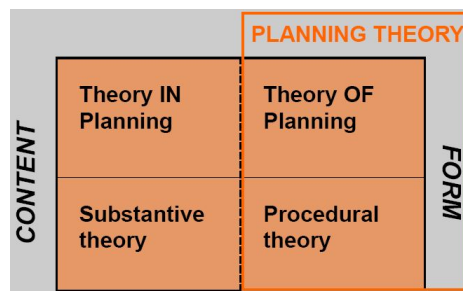 PLANNING THEORY
Theory IN
Planning
Theory OF
Planning
CONTENT
FORM
Substantive
theory
Procedural
theory